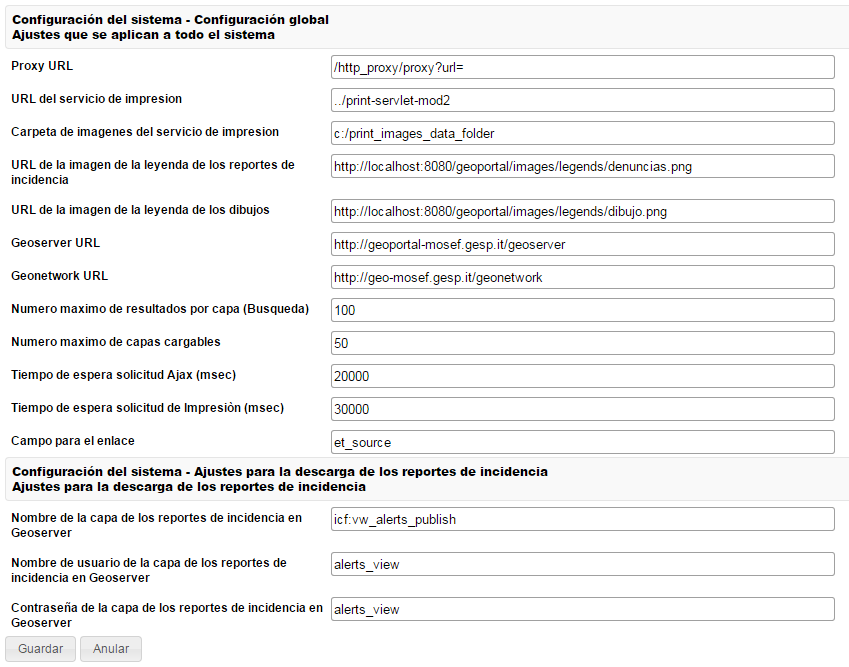 Configuración del sistema - Configuración global
Ajustes que se aplican a todo el sistema
Proxy URL
/http_proxy/proxy?url=
URL del servicio de impresion
../print-servlet-mod2
Carpeta de imagenes del servicio de impresion
c:/print_images_data_folder
URL de la imagen de la leyenda de los reportes de
incidencia
http://localhost:8080/geoportal/images/legends/denuncias.png
URL de la imagen de la leyenda de los dibujos
http://localhost:8080/geoportal/images/legends/dibujo.png
Geoserver URL
http://geoportal-mosef.gesp.it/geoserver
Geonetwork URL
http://geo-mosef.gesp.it/geonetwork
Numero maximo de resultados por capa (Busqueda)
100
Numero maximo de capas cargables
50
Tiempo de espera solicitud Ajax (msec)
20000
Tiempo de espera solicitud de Impresiòn (msec)
30000
Campo para el enlace
et_source
Configuración del sistema - Ajustes para la descarga de los reportes de incidencia
Ajustes para la descarga de los reportes de incidencia
Nombre de la capa de los reportes de incidencia en
Geoserver
icf:vw_alerts_publish
Nombre de usuario de la capa de los reportes de
incidencia en Geoserver
alerts_view
Contraseña de la capa de los reportes de incidencia en
Geoserver
alerts_view
Guardar
Anular